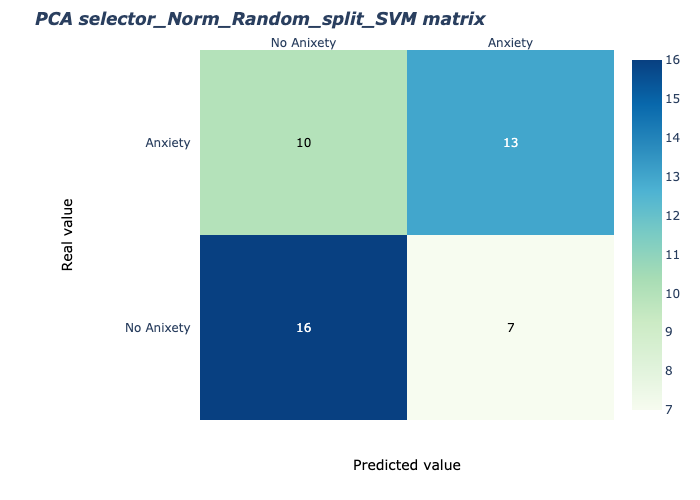 PCA selector_Norm_Random_split_SVM matrix
No Anixety Anxiety
Anxiety 10 13
No Anixety 16 7
Real value
Predicted value
16
15
14
13
12
11
10
9
8
7